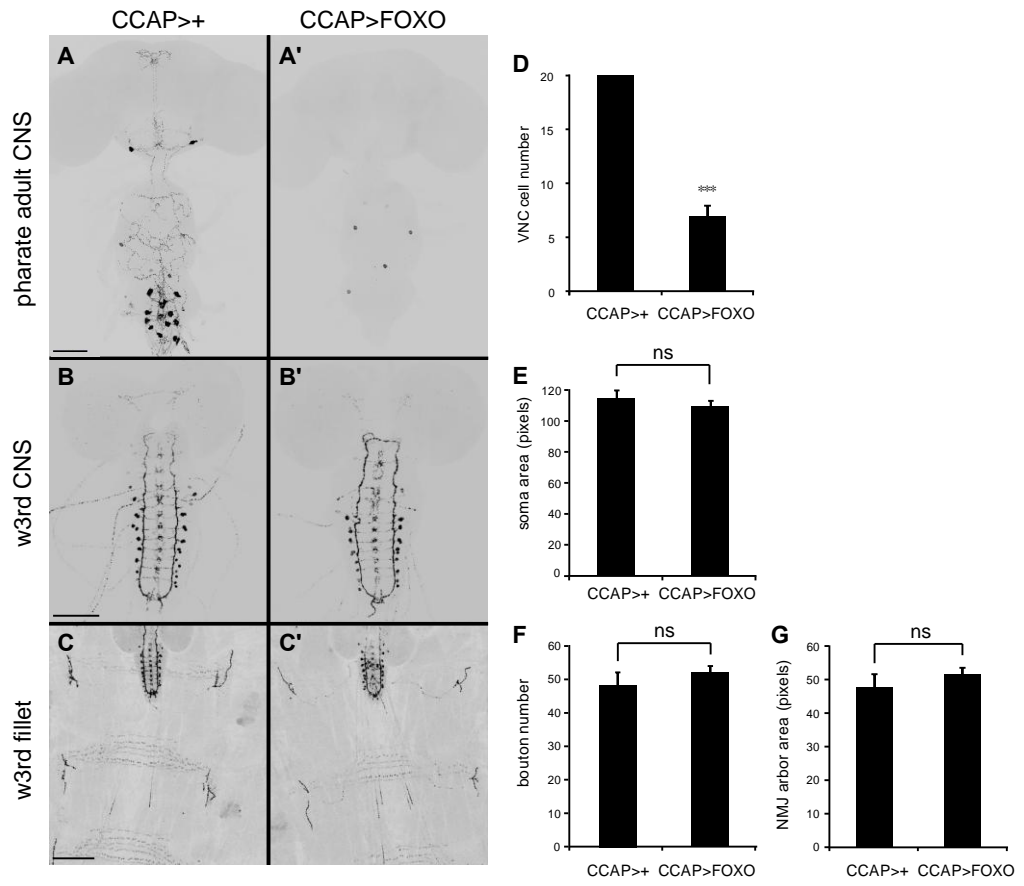 CCAP>+ CCAP>FOXO
pharate adult CNS
A A'
w3rd CNS
B B'
w3rd fillet
C C'
D
VNC cell number
20
15
10
5
0
***
CCAP>+ CCAP>FOXO
E
soma area (pixels)
ns
120
100
80
60
40
20
0
CCAP>+ CCAP>FOXO
F
bouton number
ns
60
50
40
30
20
10
0
CCAP>+ CCAP>FOXO
G
NMJ arbor area (pixels)
ns
60
50
40
30
20
10
0
CCAP>+ CCAP>FOXO